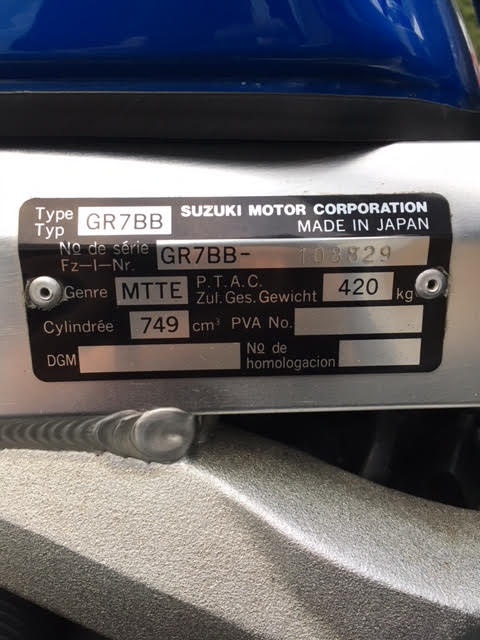 Type
Typ GR7BB SUZUKI MOTOR CORPORATION
MADE IN JAPAN
Nº de série
Fz-I-Nr. GR7BB- 103829
Genre MTTE P.T.A.C.
Zul.Ges.Gewicht 420 kg
Cylindrée 749 cm³ PVA No.
DGM Nº de
homologacion